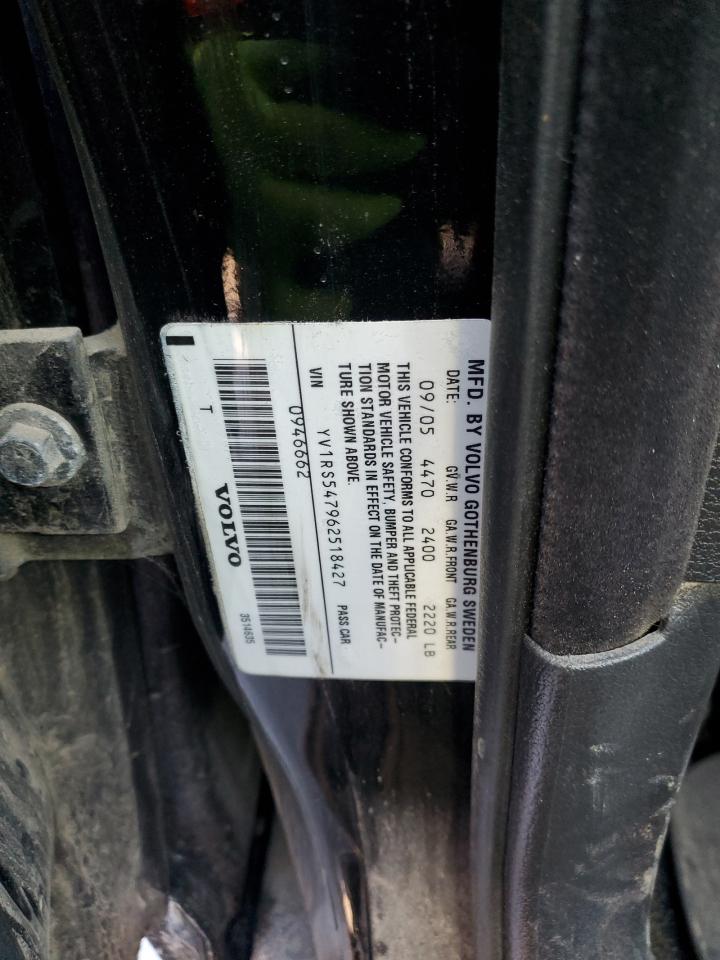 MFD. BY VOLVO GOTHENBURG SWEDEN
DATE: G.V.W.R GA.W.R.FRONT GA.W.R.REAR
09/05 4470 2400 2220 LB
THIS VEHICLE CONFORMS TO ALL APPLICABLE FEDERAL
MOTOR VEHICLE SAFETY, BUMPER AND THEFT PROTEC–
TION STANDARDS IN EFFECT ON THE DATE OF MANUFAC–
TURE SHOWN ABOVE.
VIN YV1RS547962518427 PASS CAR
0946662
T VOLVO 3514635